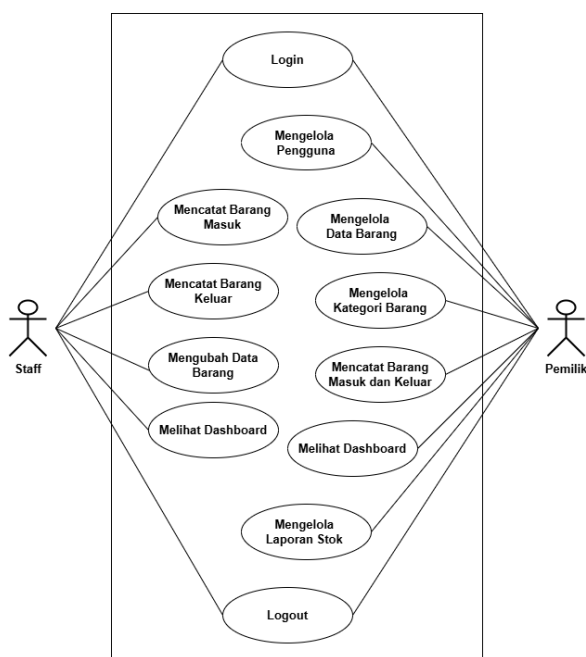 Login
Mengelola
Pengguna
Mencatat Barang
Masuk
Mengelola
Data Barang
Mencatat Barang
Keluar
Mengelola
Kategori Barang
Staff
Pemilik
Mengubah Data
Barang
Mencatat Barang
Masuk dan Keluar
Melihat Dashboard
Melihat Dashboard
Mengelola
Laporan Stok
Logout